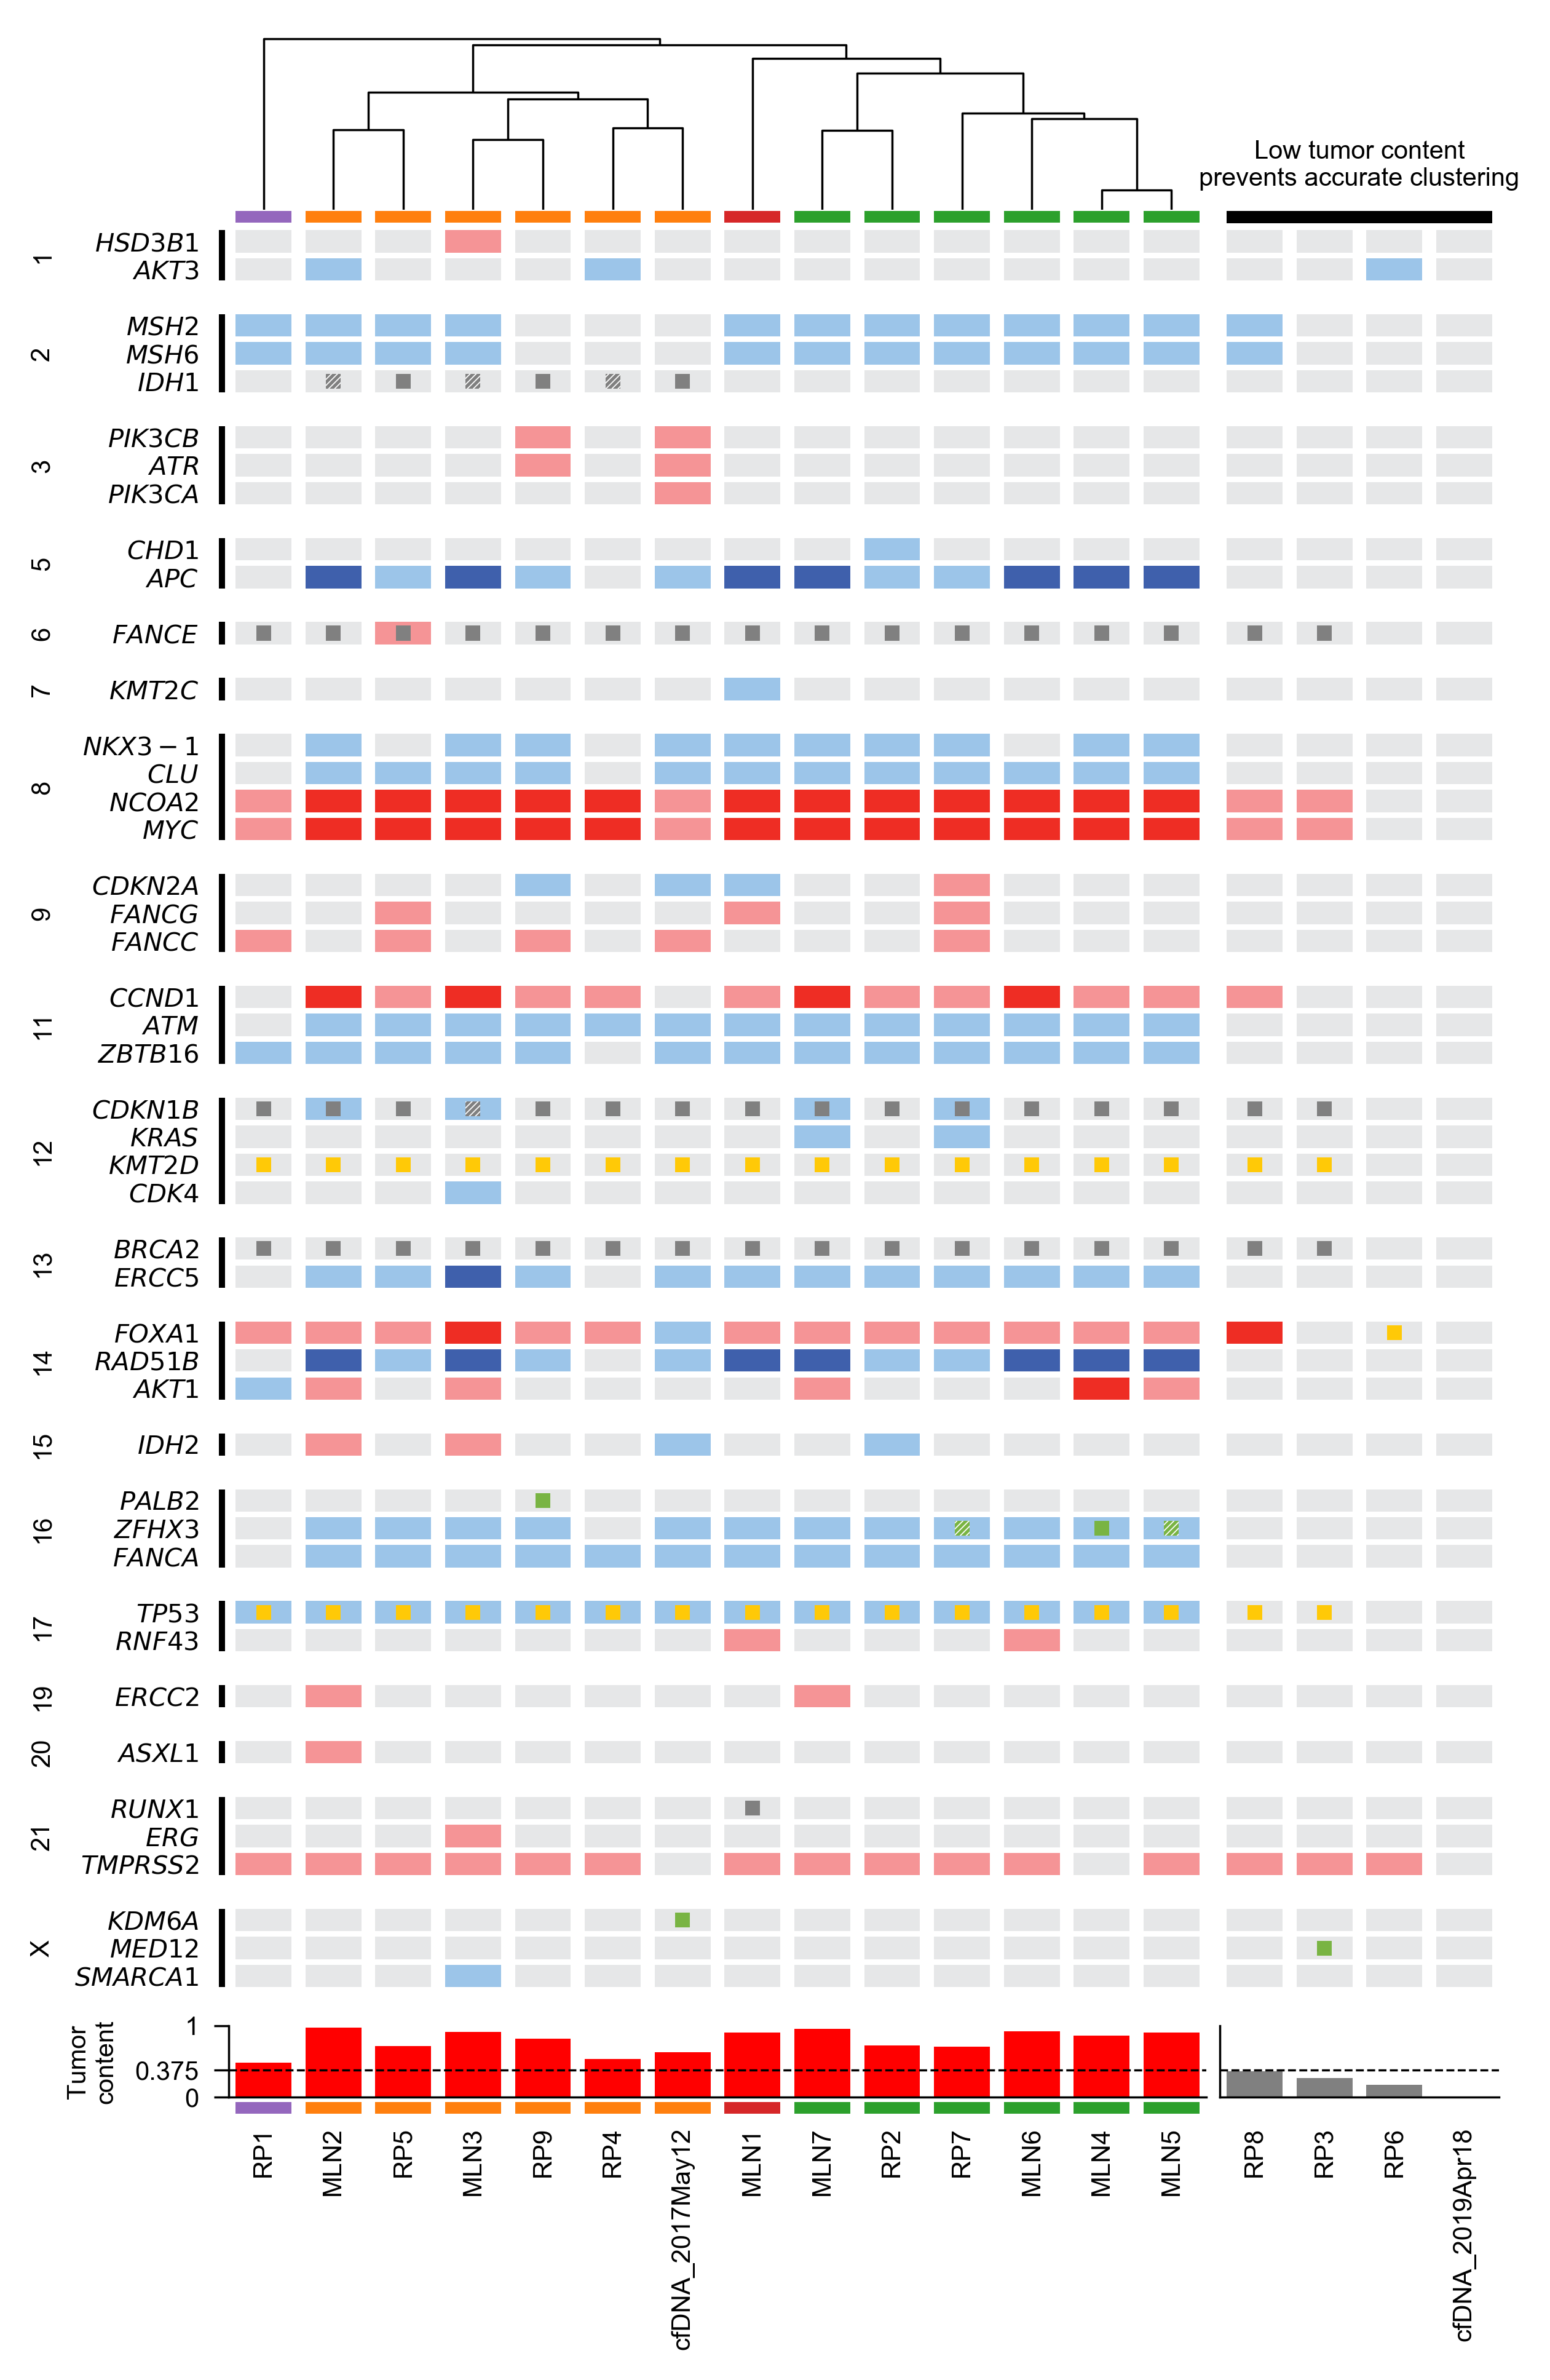 Low tumor content
prevents accurate clustering
1
HSD3B1
AKT3
2
MSH2
MSH6
IDH1
3
PIK3CB
ATR
PIK3CA
5
CHD1
APC
6
FANCE
7
KMT2C
8
NKX3-1
CLU
NCOA2
MYC
9
CDKN2A
FANCG
FANCC
11
CCND1
ATM
ZBTB16
12
CDKN1B
KRAS
KMT2D
CDK4
13
BRCA2
ERCC5
14
FOXA1
RAD51B
AKT1
15
IDH2
16
PALB2
ZFHX3
FANCA
17
TP53
RNF43
19
ERCC2
20
ASXL1
21
RUNX1
ERG
TMPRSS2
X
KDM6A
MED12
SMARCA1
Tumor
content
1
0.375
0
RP1
MLN2
RP5
MLN3
RP9
RP4
cfDNA_2017May12
MLN1
MLN7
RP2
RP7
MLN6
MLN4
MLN5
RP8
RP3
RP6
cfDNA_2019Apr18